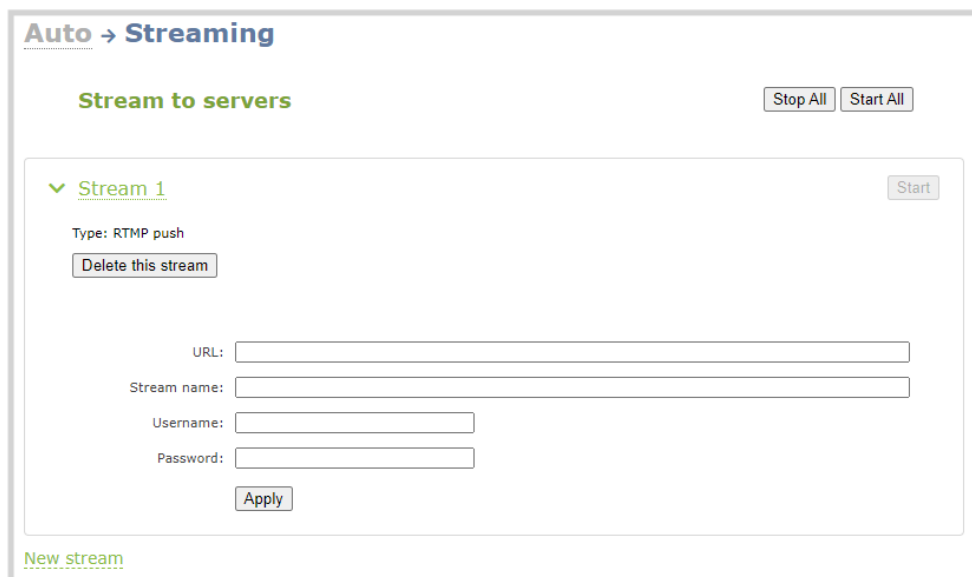 Auto → Streaming
Stream to servers
Stop All
Start All
Stream 1
Start
Type: RTMP push
Delete this stream
URL:
Stream name:
Username:
Password:
Apply
New stream